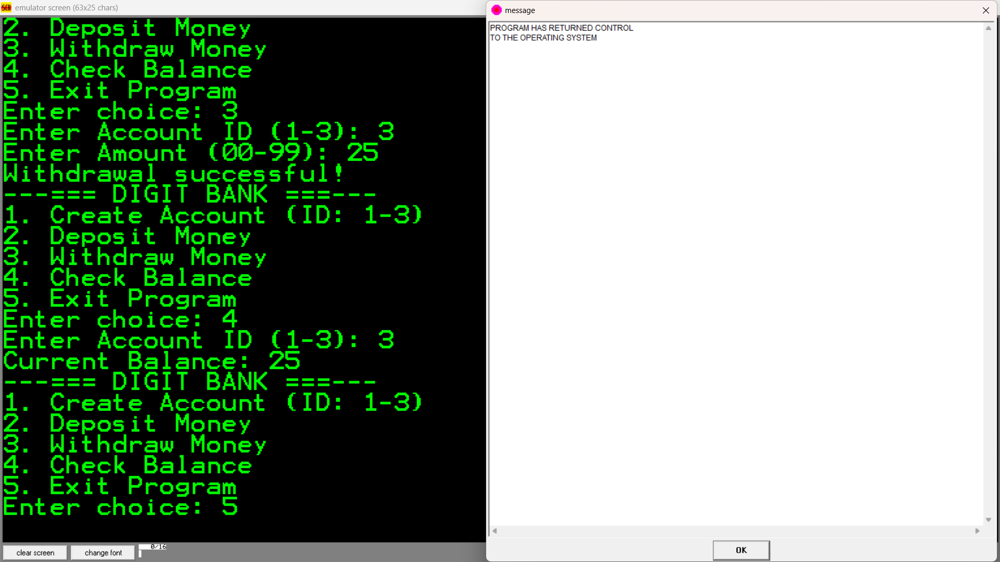 emulator screen (63x25 chars)
2. Deposit Money
3. Withdraw Money
4. Check Balance
5. Exit Program
Enter choice: 3
Enter Account ID (1-3): 3
Enter Amount (00-99): 25
Withdrawal successful!
---=== DIGIT BANK ===---
1. Create Account (ID: 1-3)
2. Deposit Money
3. Withdraw Money
4. Check Balance
5. Exit Program
Enter choice: 4
Enter Account ID (1-3): 3
Current Balance: 25
---=== DIGIT BANK ===---
1. Create Account (ID: 1-3)
2. Deposit Money
3. Withdraw Money
4. Check Balance
5. Exit Program
Enter choice: 5
clear screen
change font
0/16
message
PROGRAM HAS RETURNED CONTROL
TO THE OPERATING SYSTEM
OK